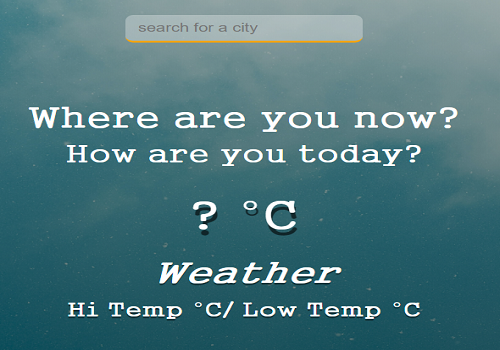 search for a city
Where are you now?
How are you today?
? °C
Weather
Hi Temp °C/ Low Temp °C